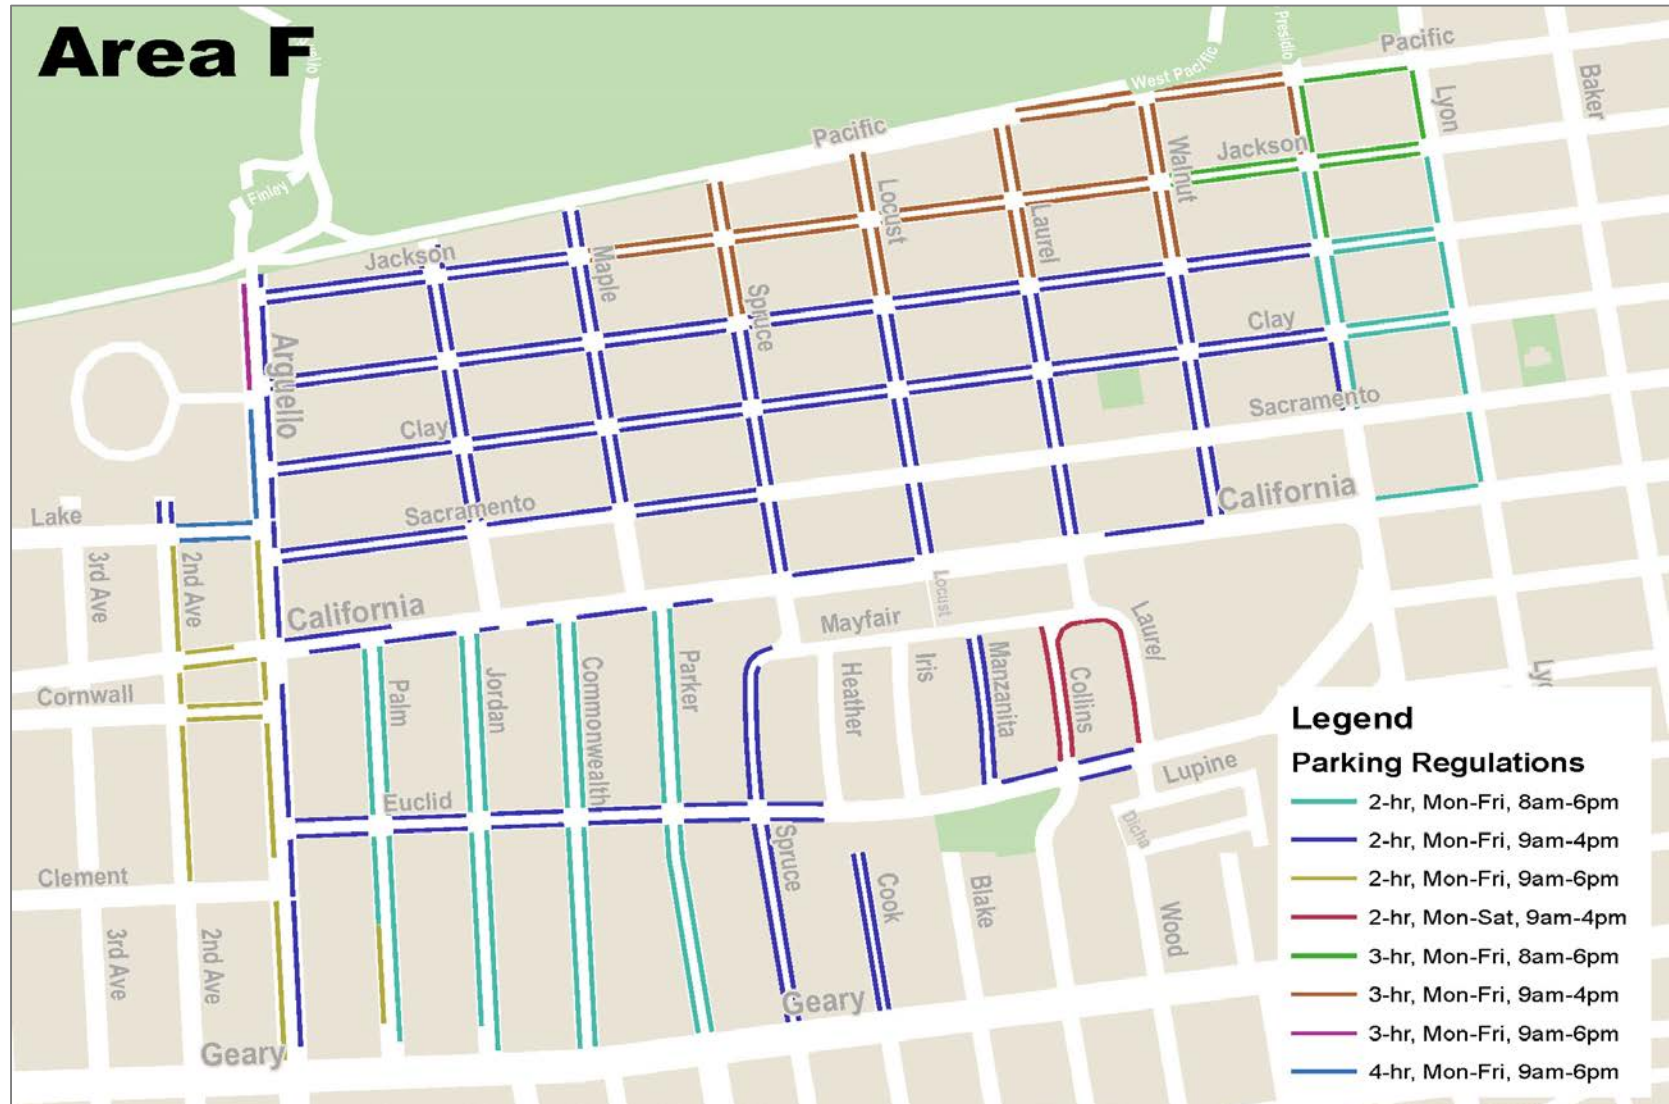 Area F
Pacific
Presidio
West Pacific
Pacific
Lyon
Baker
Finley
Jackson
Maple
Locust
Laurel
Walnut
Jackson
Spruce
Clay
Arguello
Clay
Sacramento
Sacramento
California
Lake
3rd Ave
2nd Ave
California
Locust
Mayfair
Laurel
Cornwall
Palm
Jordan
Commonwealth
Parker
Heather
Iris
Manzanita
Collins
Euclid
Lupine
Dicha
Spruce
Clement
Cook
Blake
Wood
3rd Ave
2nd Ave
Geary
Geary
Legend
Parking Regulations
2-hr, Mon-Fri, 8am-6pm
2-hr, Mon-Fri, 9am-4pm
2-hr, Mon-Fri, 9am-6pm
2-hr, Mon-Sat, 9am-4pm
3-hr, Mon-Fri, 8am-6pm
3-hr, Mon-Fri, 9am-4pm
3-hr, Mon-Fri, 9am-6pm
4-hr, Mon-Fri, 9am-6pm